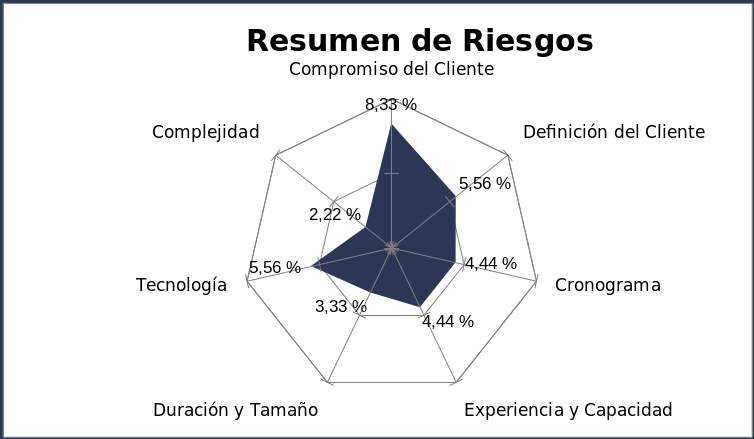 Resumen de Riesgos
Compromiso del Cliente
8,33 %
Complejidad
Definición del Cliente
5,56 %
2,22 %
5,56 %
4,44 %
Tecnología
Cronograma
3,33 %
4,44 %
Duración y Tamaño
Experiencia y Capacidad